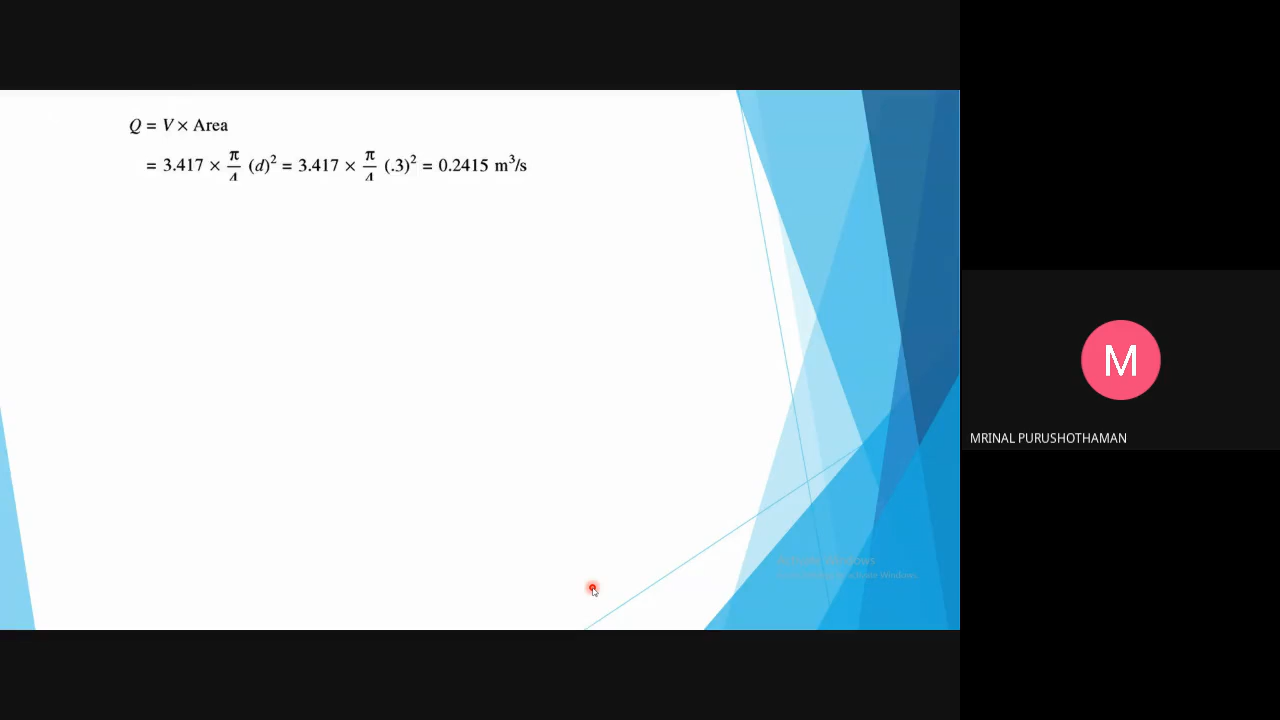 Q = V × Area
= 3.417 × π/4 (d)² = 3.417 × π/4 (.3)² = 0.2415 m³/s
M
MRINAL PURUSHOTHAMAN